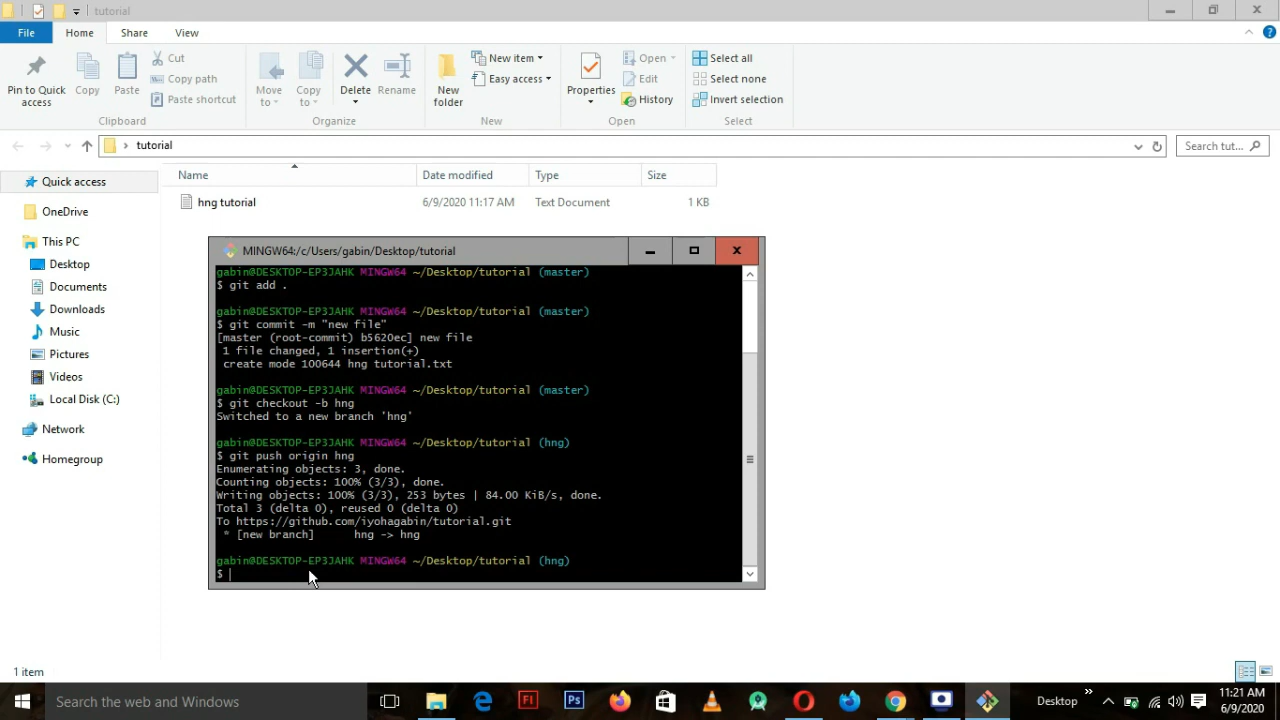 tutorial
File Home Share View
Pin to Quick access
Copy
Paste
Cut
Copy path
Paste shortcut
Clipboard
Move to
Copy to
Delete
Rename
Organize
New folder
New item
Easy access
New
Properties
Open
Edit
History
Open
Select all
Select none
Invert selection
Select
tutorial
Search tut...
Name Date modified Type Size
hng tutorial 6/9/2020 11:17 AM Text Document 1 KB
Quick access
OneDrive
This PC
Desktop
Documents
Downloads
Music
Pictures
Videos
Local Disk (C:)
Network
Homegroup
MINGW64:/c/Users/gabin/Desktop/tutorial
gabin@DESKTOP-EP3JAHK MINGW64 ~/Desktop/tutorial (master)
$ git add .
gabin@DESKTOP-EP3JAHK MINGW64 ~/Desktop/tutorial (master)
$ git commit -m "new file"
[master (root-commit) b5620ec] new file
1 file changed, 1 insertion(+)
create mode 100644 hng tutorial.txt
gabin@DESKTOP-EP3JAHK MINGW64 ~/Desktop/tutorial (master)
$ git checkout -b hng
Switched to a new branch 'hng'
gabin@DESKTOP-EP3JAHK MINGW64 ~/Desktop/tutorial (hng)
$ git push origin hng
Enumerating objects: 3, done.
Counting objects: 100% (3/3), done.
Writing objects: 100% (3/3), 253 bytes | 84.00 KiB/s, done.
Total 3 (delta 0), reused 0 (delta 0)
To https://github.com/iyohagabin/tutorial.git
* [new branch] hng -> hng
gabin@DESKTOP-EP3JAHK MINGW64 ~/Desktop/tutorial (hng)
$
1 item
Search the web and Windows
Fl
Ps
Desktop
11:21 AM
6/9/2020